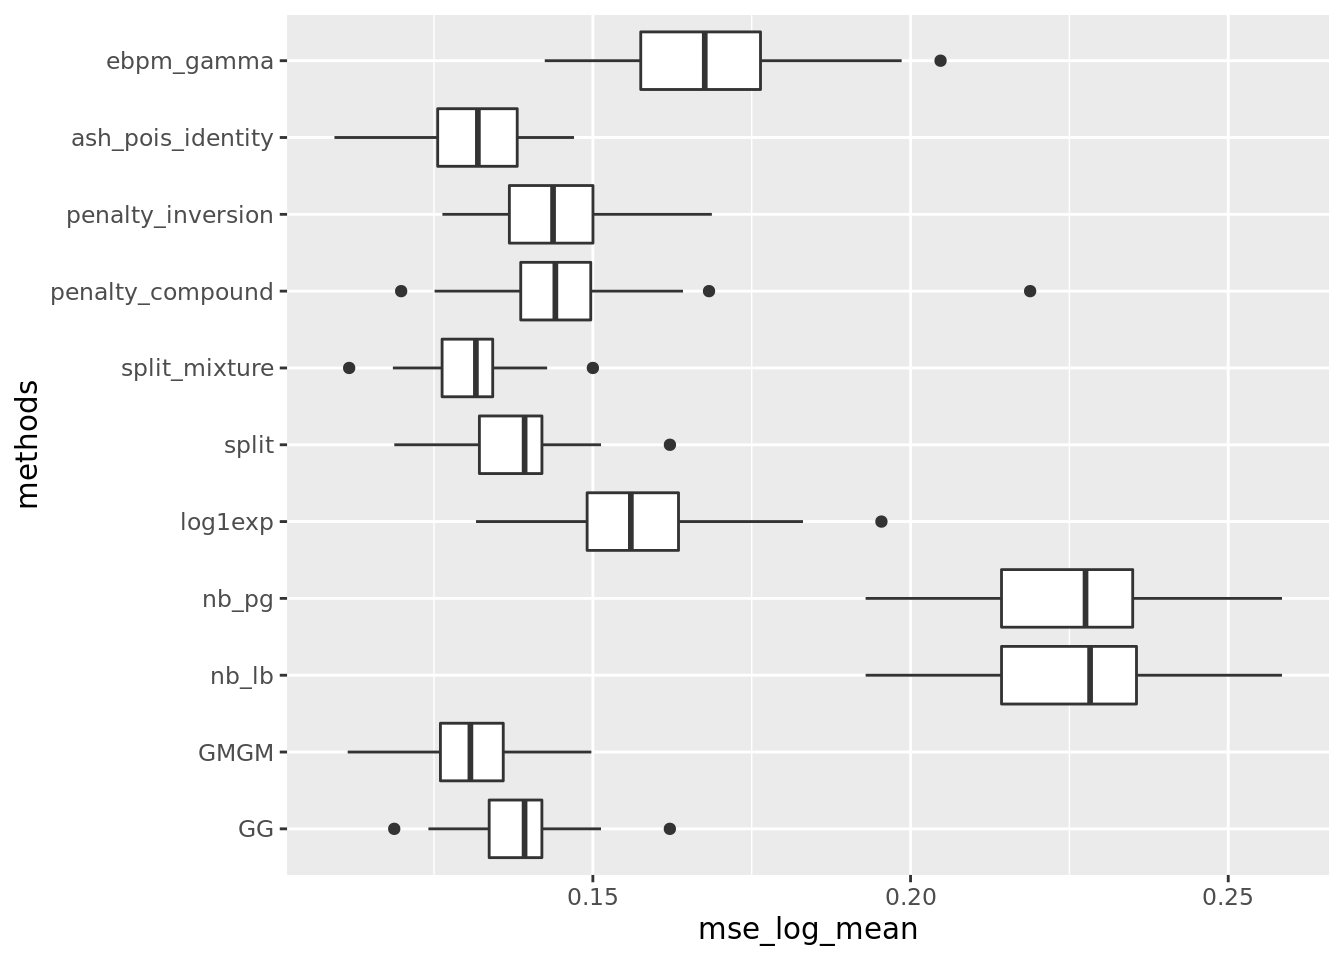 ebpm_gamma
ash_pois_identity
penalty_inversion
penalty_compound
split_mixture
split
log1exp
nb_pg
nb_lb
GMGM
GG
methods
0.15 0.20 0.25
mse_log_mean